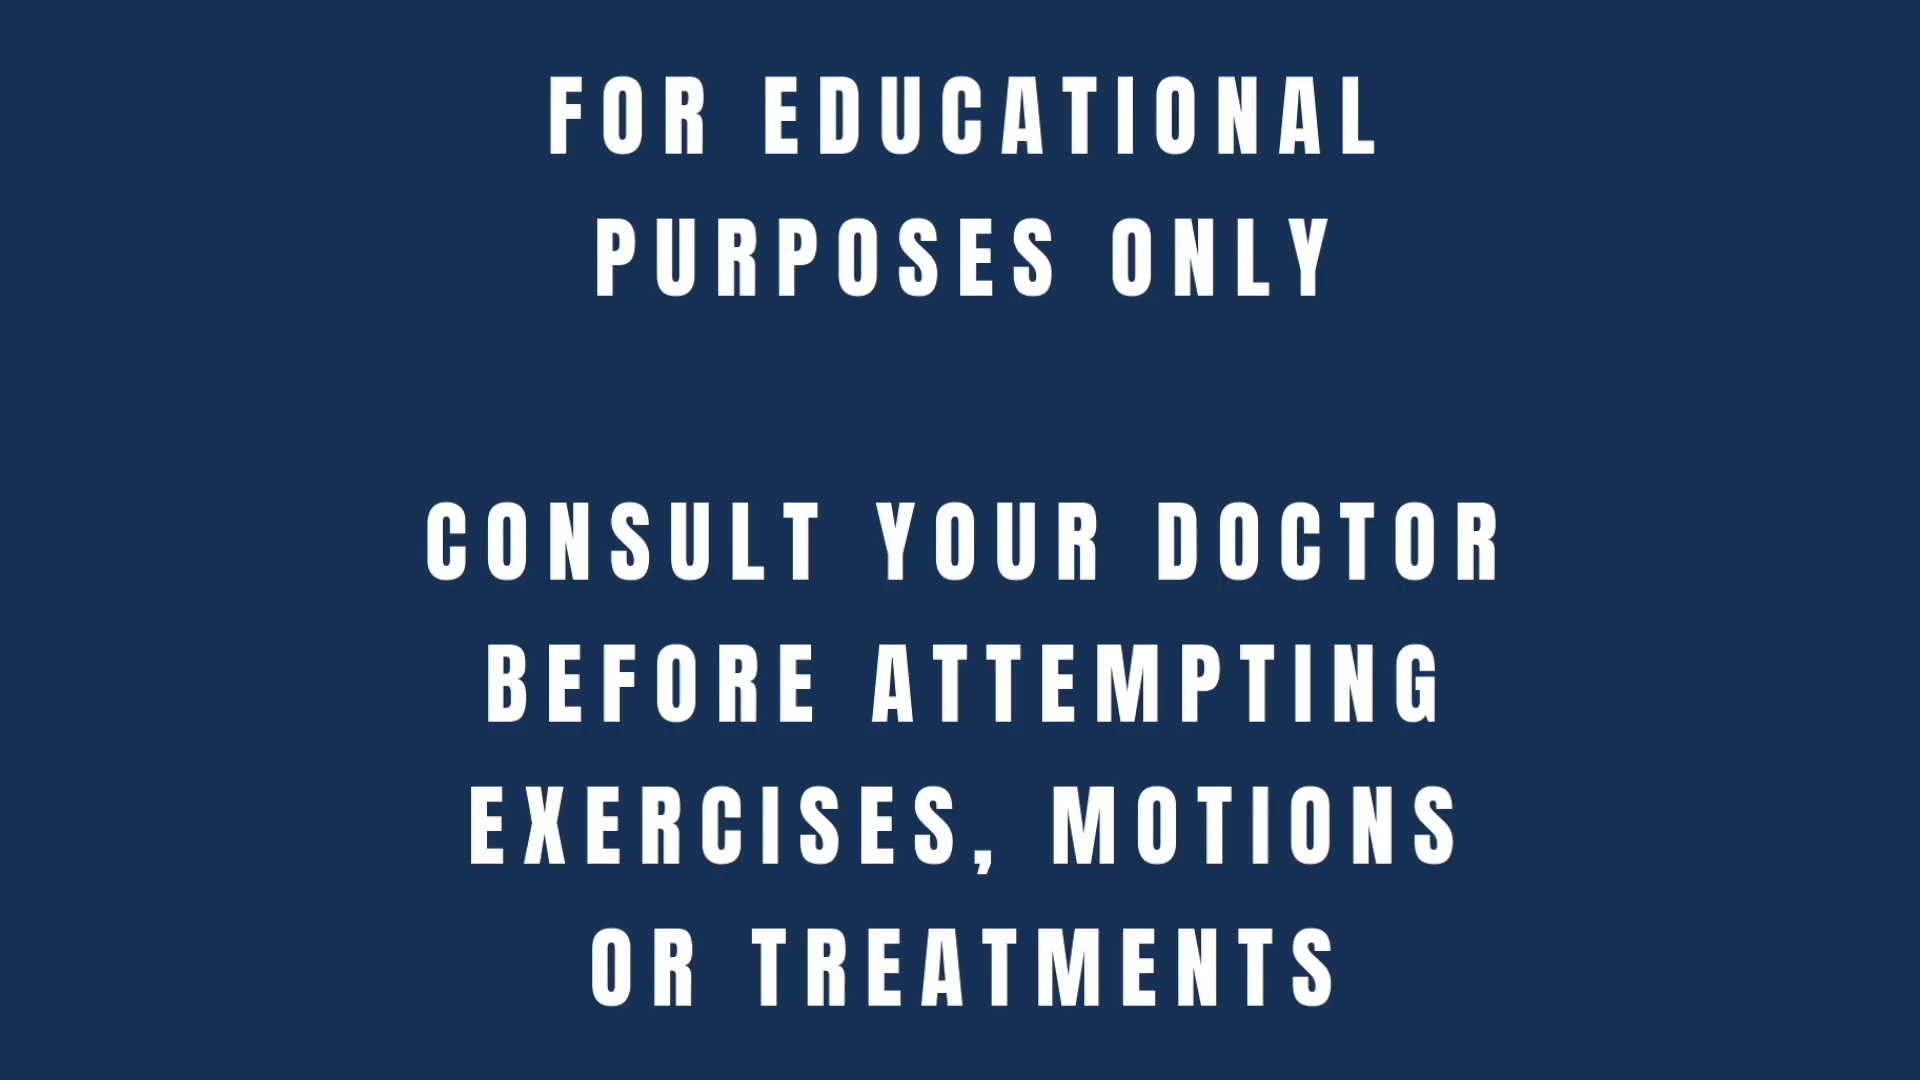 FOR EDUCATIONAL
PURPOSES ONLY
CONSULT YOUR DOCTOR
BEFORE ATTEMPTING
EXERCISES, MOTIONS
OR TREATMENTS